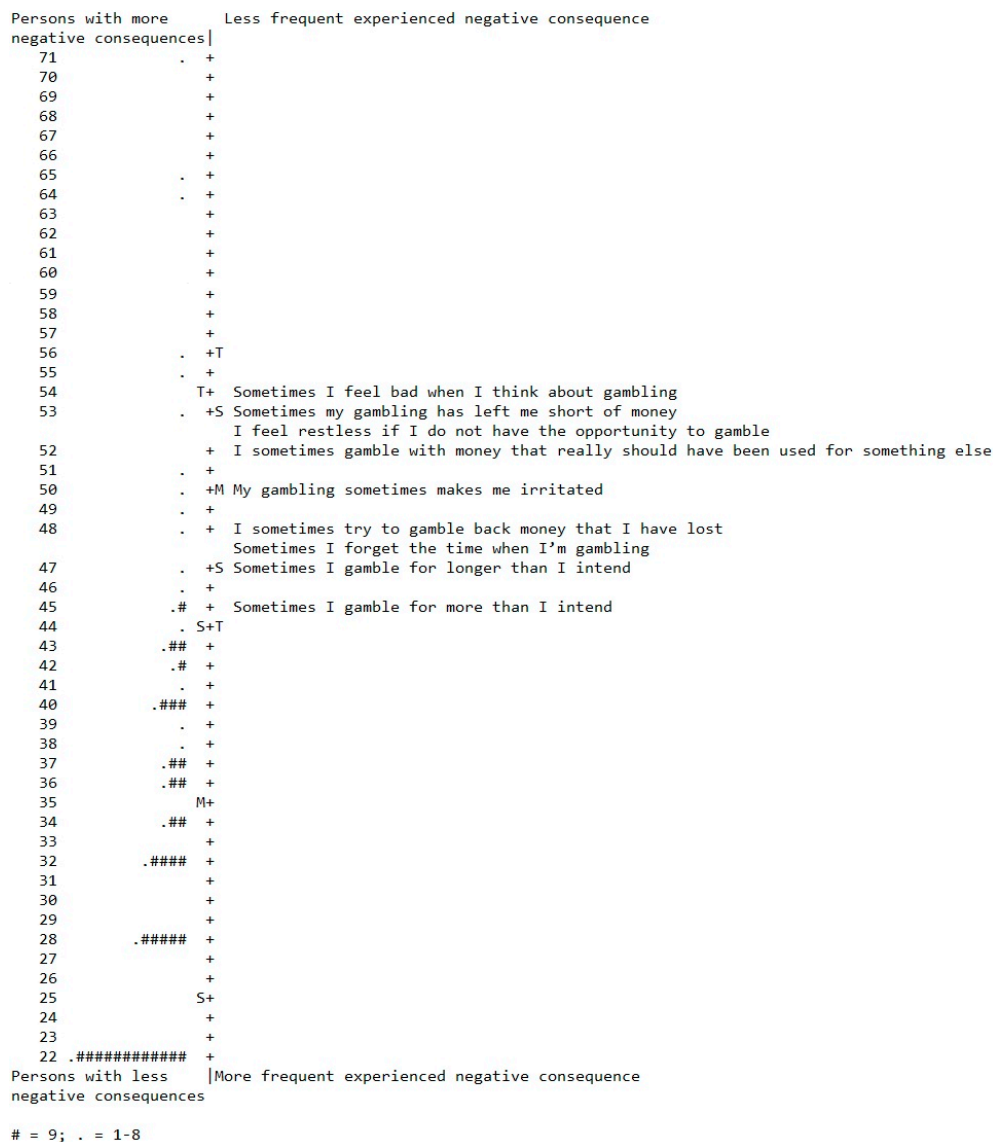 Persons with more       Less frequent experienced negative consequence
negative consequences|
   71               .  +
   70                  +
   69                  +
   68                  +
   67                  +
   66                  +
   65               .  +
   64               .  +
   63                  +
   62                  +
   61                  +
   60                  +
   59                  +
   58                  +
   57                  +
   56               .  +T
   55               .  +
   54                 T+  Sometimes I feel bad when I think about gambling
   53               .  +S Sometimes my gambling has left me short of money
                          I feel restless if I do not have the opportunity to gamble
   52                  +  I sometimes gamble with money that really should have been used for something else
   51               .  +
   50               .  +M My gambling sometimes makes me irritated
   49               .  +
   48               .  +  I sometimes try to gamble back money that I have lost
                          Sometimes I forget the time when I’m gambling
   47               .  +S Sometimes I gamble for longer than I intend
   46               .  +
   45              .#  +  Sometimes I gamble for more than I intend
   44               . S+T
   43             .##  +
   42              .#  +
   41               .  +
   40            .###  +
   39               .  +
   38               .  +
   37             .##  +
   36             .##  +
   35                 M+
   34             .##  +
   33                  +
   32           .####  +
   31                  +
   30                  +
   29                  +
   28          .#####  +
   27                  +
   26                  +
   25                 S+
   24                  +
   23                  +
   22 .############  +
Persons with less      |More frequent experienced negative consequence
negative consequences
# = 9; . = 1-8